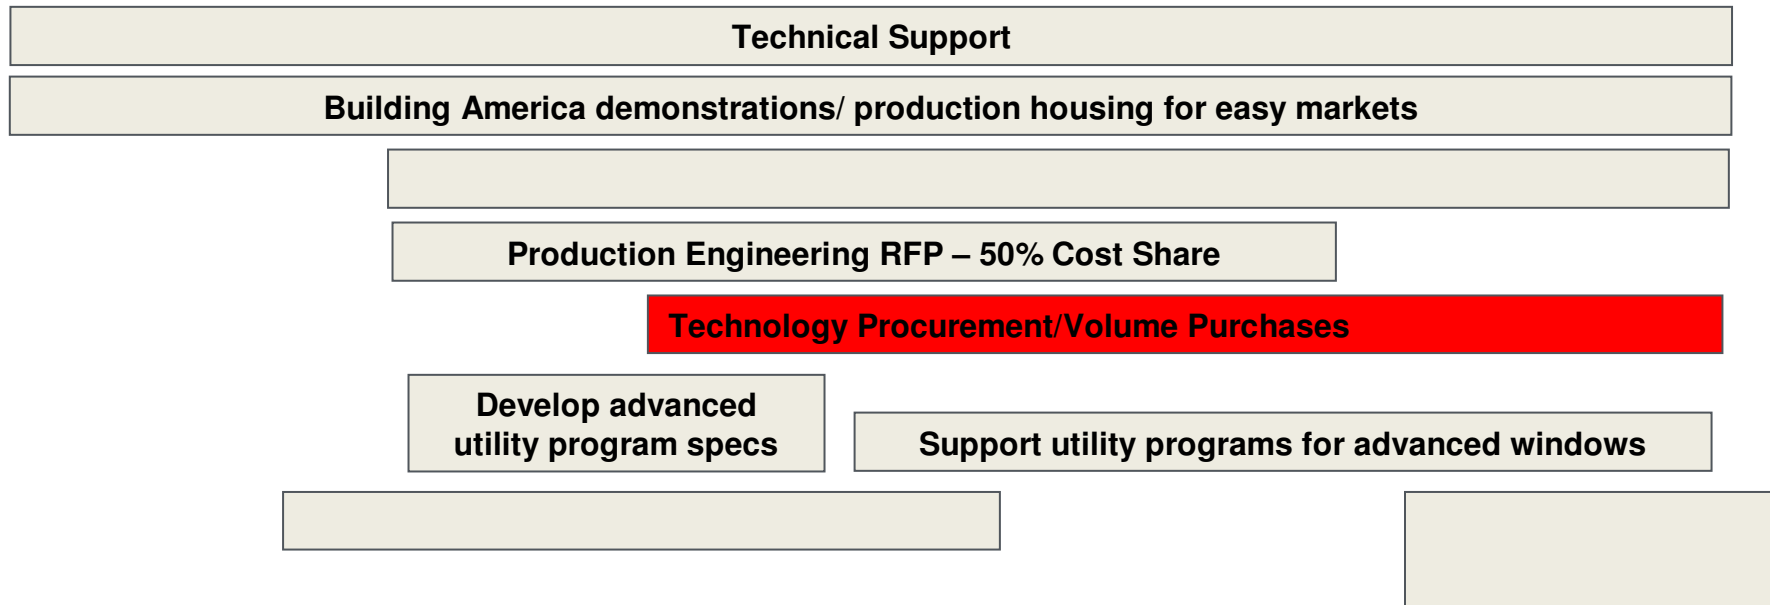 Technical Support
Building America demonstrations/ production housing for easy markets
Production Engineering RFP – 50% Cost Share
Technology Procurement/Volume Purchases
Develop advanced
utility program specs
Support utility programs for advanced windows